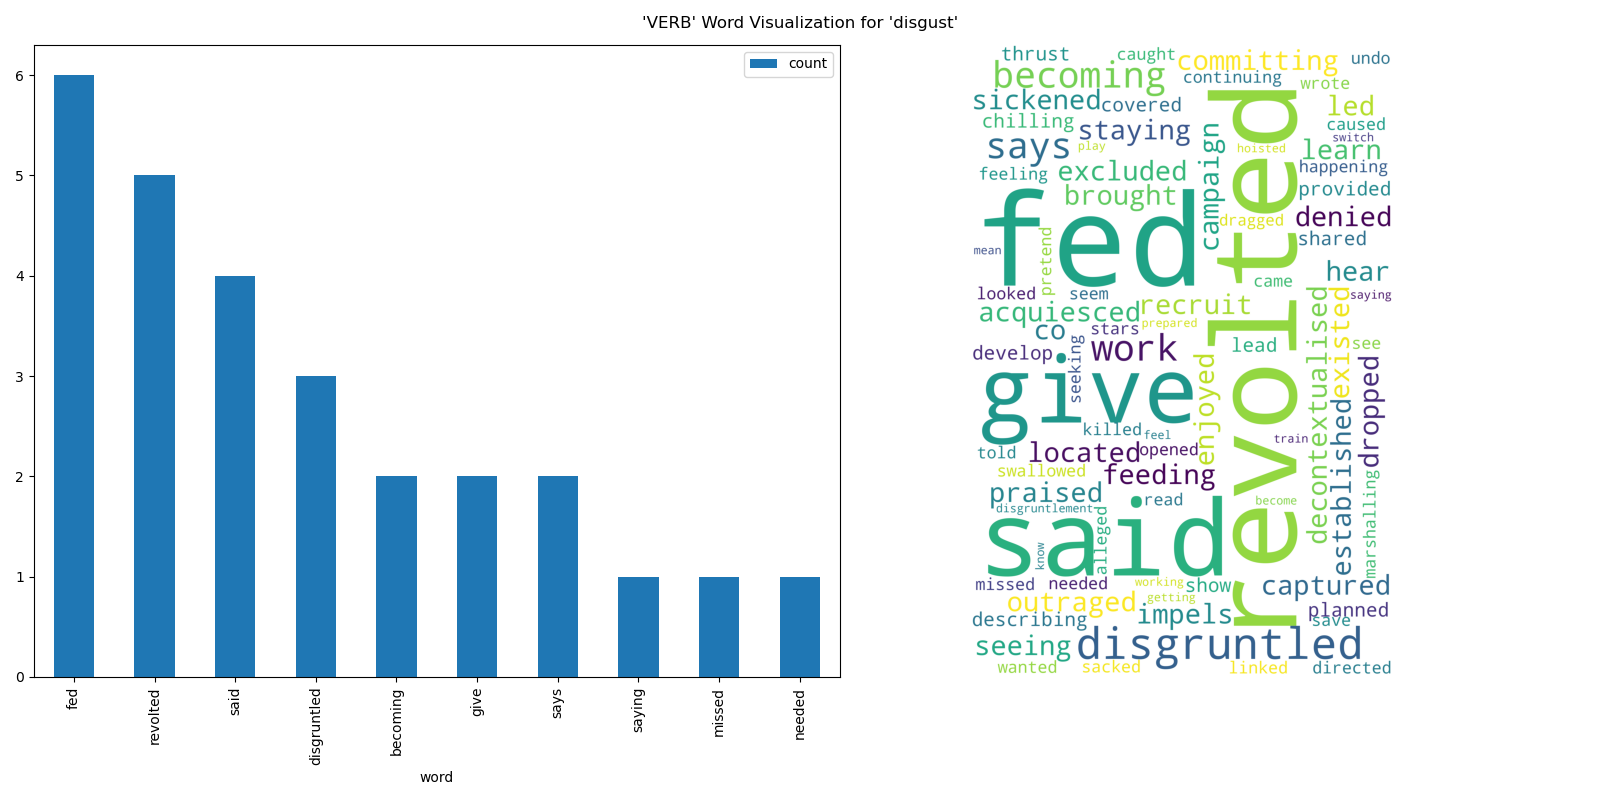 'VERB' Word Visualization for 'disgust'
count
6
5
4
3
2
1
0
fed
revolted
said
disgruntled
becoming
give
says
saying
missed
needed
word
thrust
caught
committing
undo
becoming
continuing
wrote
sickened
covered
led
chilling
staying
caused
switch
says
play
campaign
hoisted
learn
feeling
excluded
happening
brought
provided
fed
revolted
dragged
denied
mean
pretend
shared
hear
looked
seem
came
saying
acquiesced
recruit
co
stars
prepared
develop
seeking
work
lead
see
decontextualised
existed
give
enjoyed
dropped
killed
feel
told
located
opened
train
swallowed
feeding
established
praised
read
become
disgruntlement
marshalling
said
alleged
know
missed
needed
working
show
captured
getting
outraged
impels
planned
describing
save
seeing
disgruntled
wanted
sacked
linked
directed